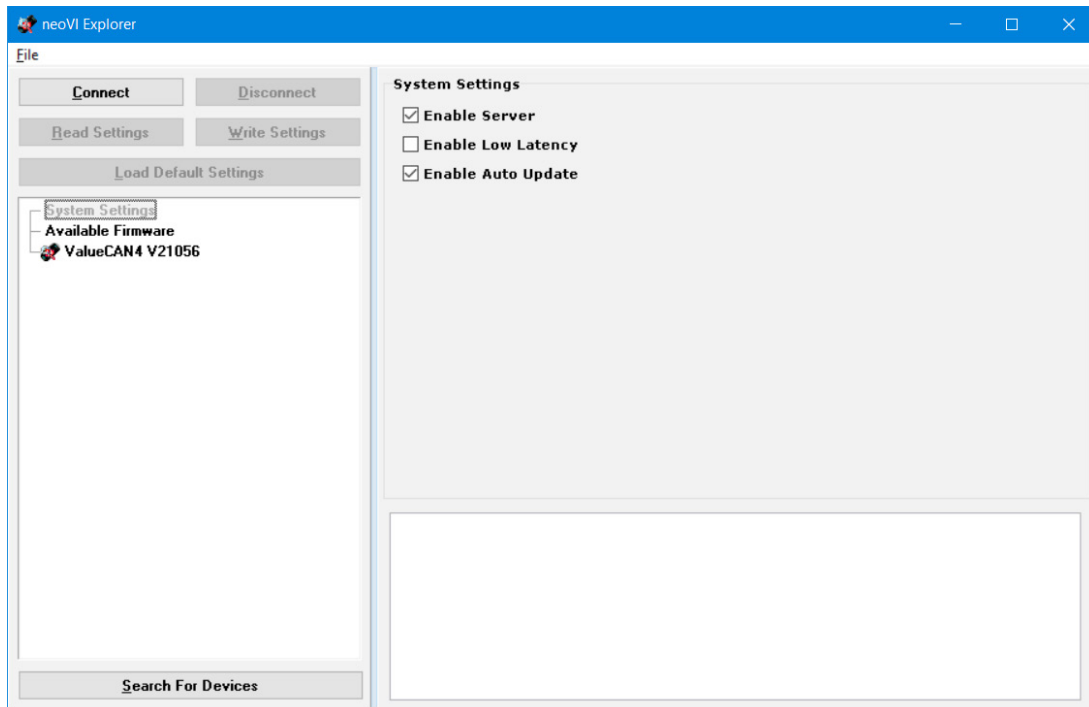 neoVI Explorer
File
Connect
Disconnect
Read Settings
Write Settings
Load Default Settings
System Settings
Available Firmware
ValueCAN4 V21056
Search For Devices
System Settings
Enable Server
Enable Low Latency
Enable Auto Update